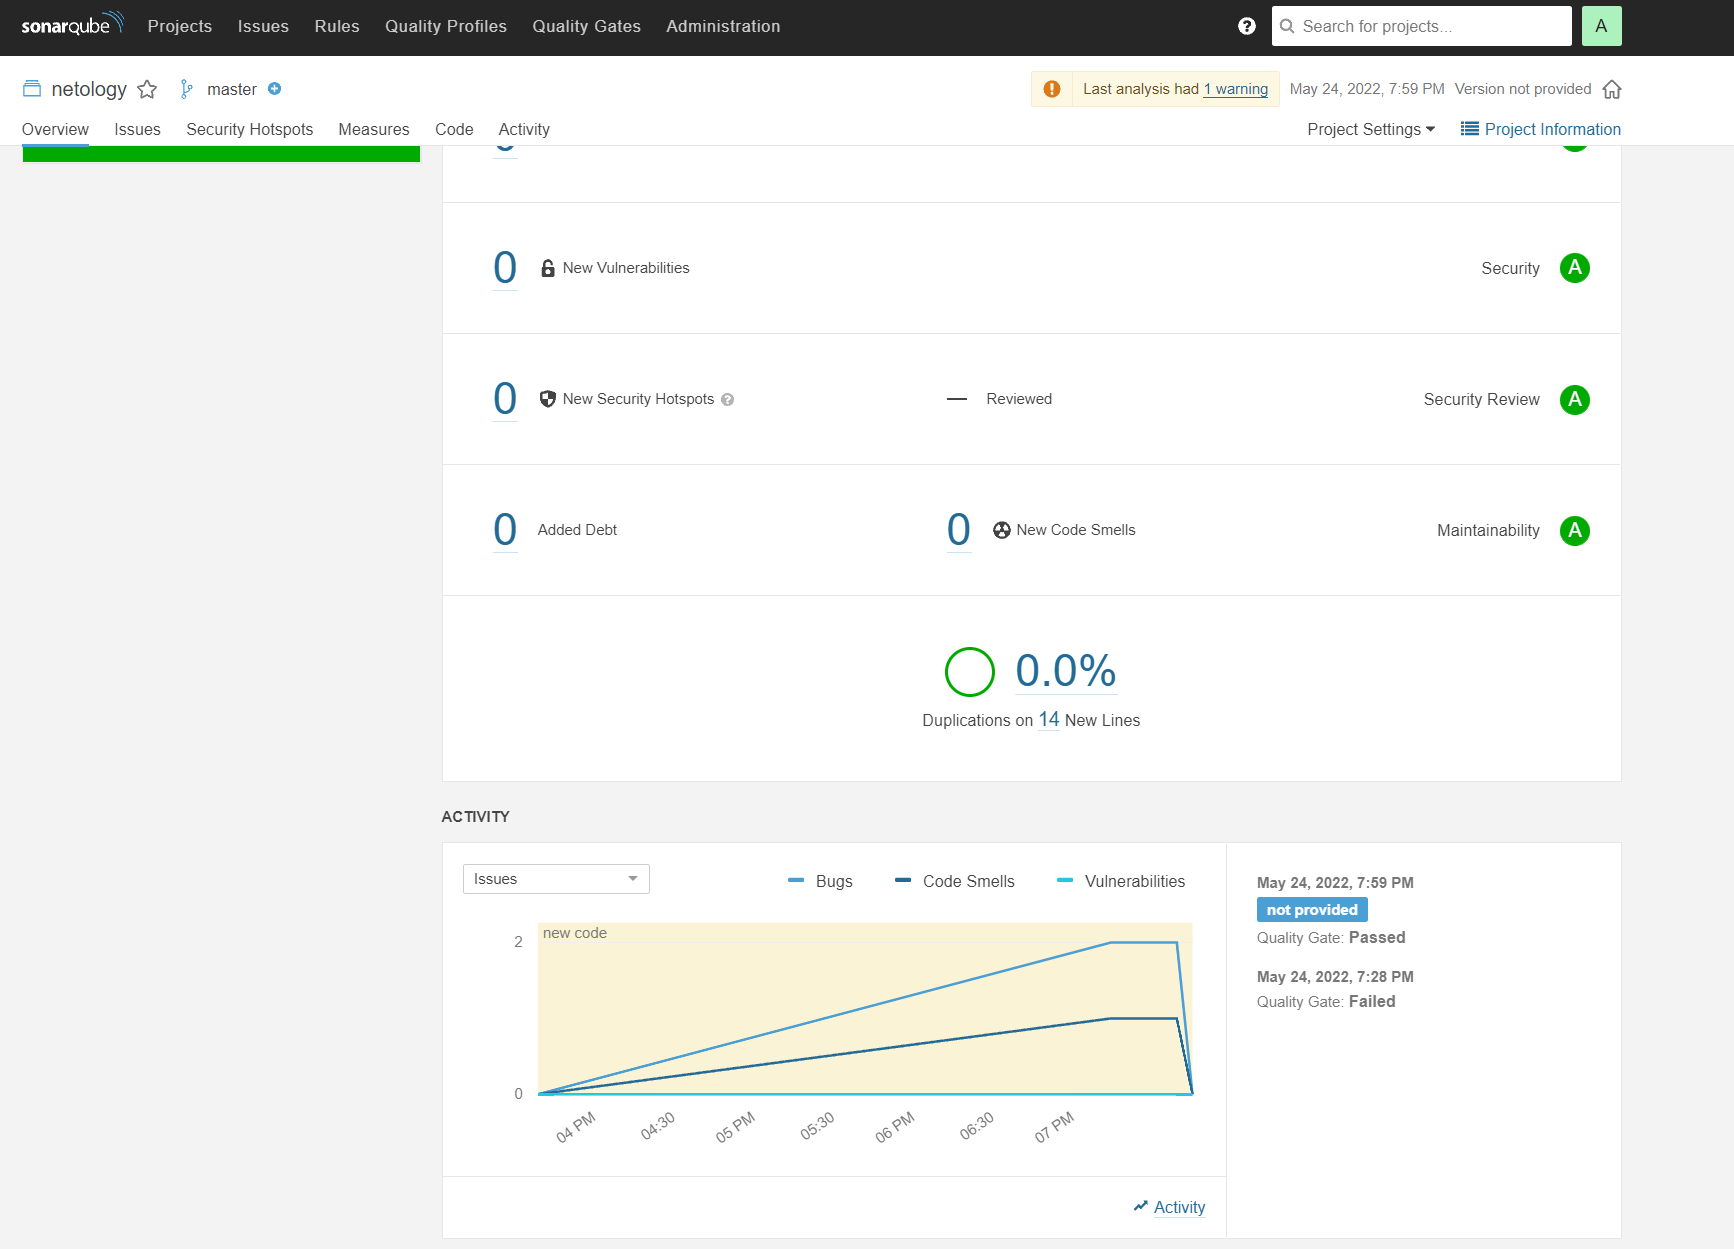 sonarqube Projects Issues Rules Quality Profiles Quality Gates Administration ? Search for projects... A
netology master Last analysis had 1 warning May 24, 2022, 7:59 PM Version not provided
Overview Issues Security Hotspots Measures Code Activity Project Settings Project Information
0 New Vulnerabilities Security A
0 New Security Hotspots ? — Reviewed Security Review A
0 Added Debt 0 New Code Smells Maintainability A
0.0%
Duplications on 14 New Lines
ACTIVITY
Issues Bugs Code Smells Vulnerabilities
new code
2
0
04 PM 04:30 05 PM 05:30 06 PM 06:30 07 PM
Activity
May 24, 2022, 7:59 PM
not provided
Quality Gate: Passed
May 24, 2022, 7:28 PM
Quality Gate: Failed